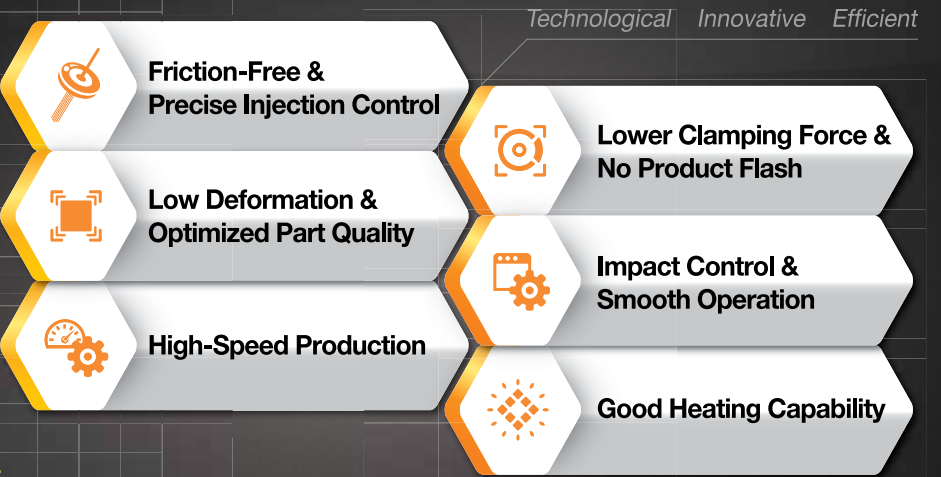 Technological Innovative Efficient
Friction-Free &
Precise Injection Control
Low Deformation &
Optimized Part Quality
High-Speed Production
Lower Clamping Force &
No Product Flash
Impact Control &
Smooth Operation
Good Heating Capability